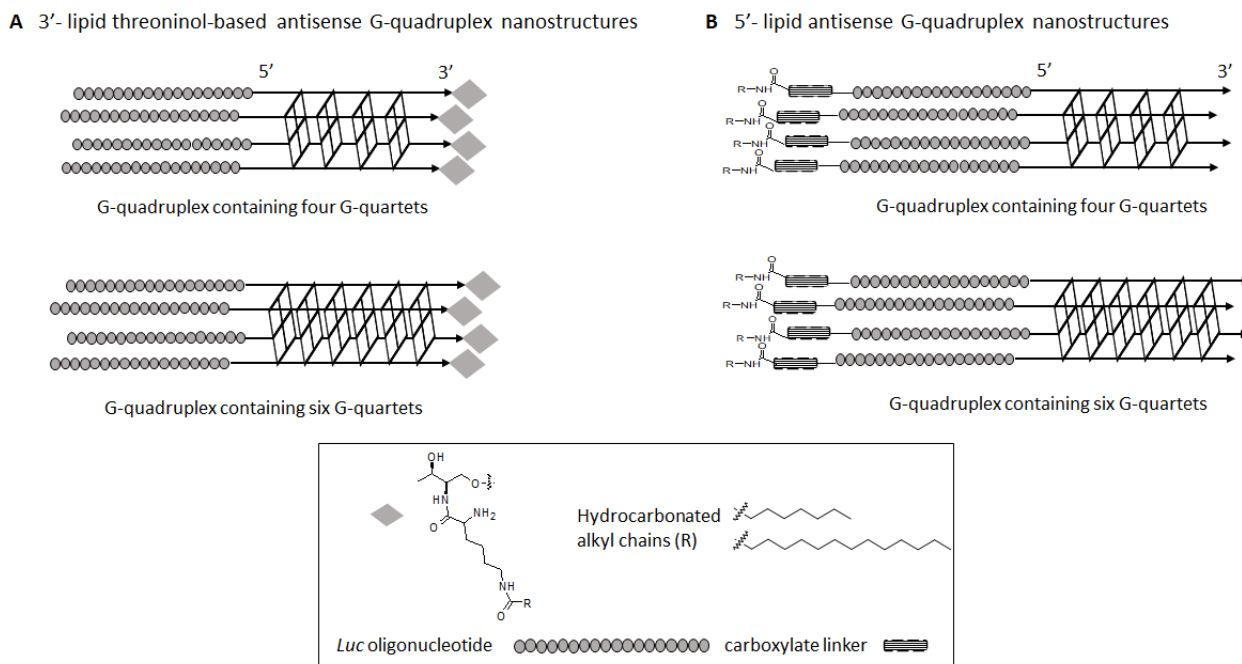 A 3’- lipid threoninol-based antisense G-quadruplex nanostructures
5’ 3’
G-quadruplex containing four G-quartets
G-quadruplex containing six G-quartets
B 5’- lipid antisense G-quadruplex nanostructures
5’ 3’
O
R–NH
O
R–NH
O
R–NH
O
R–NH
G-quadruplex containing four G-quartets
O
R–NH
O
R–NH
O
R–NH
O
R–NH
G-quadruplex containing six G-quartets
OH
O
HN
NH2
O
NH
O R
Hydrocarbonated
alkyl chains (R)
Luc oligonucleotide
carboxylate linker